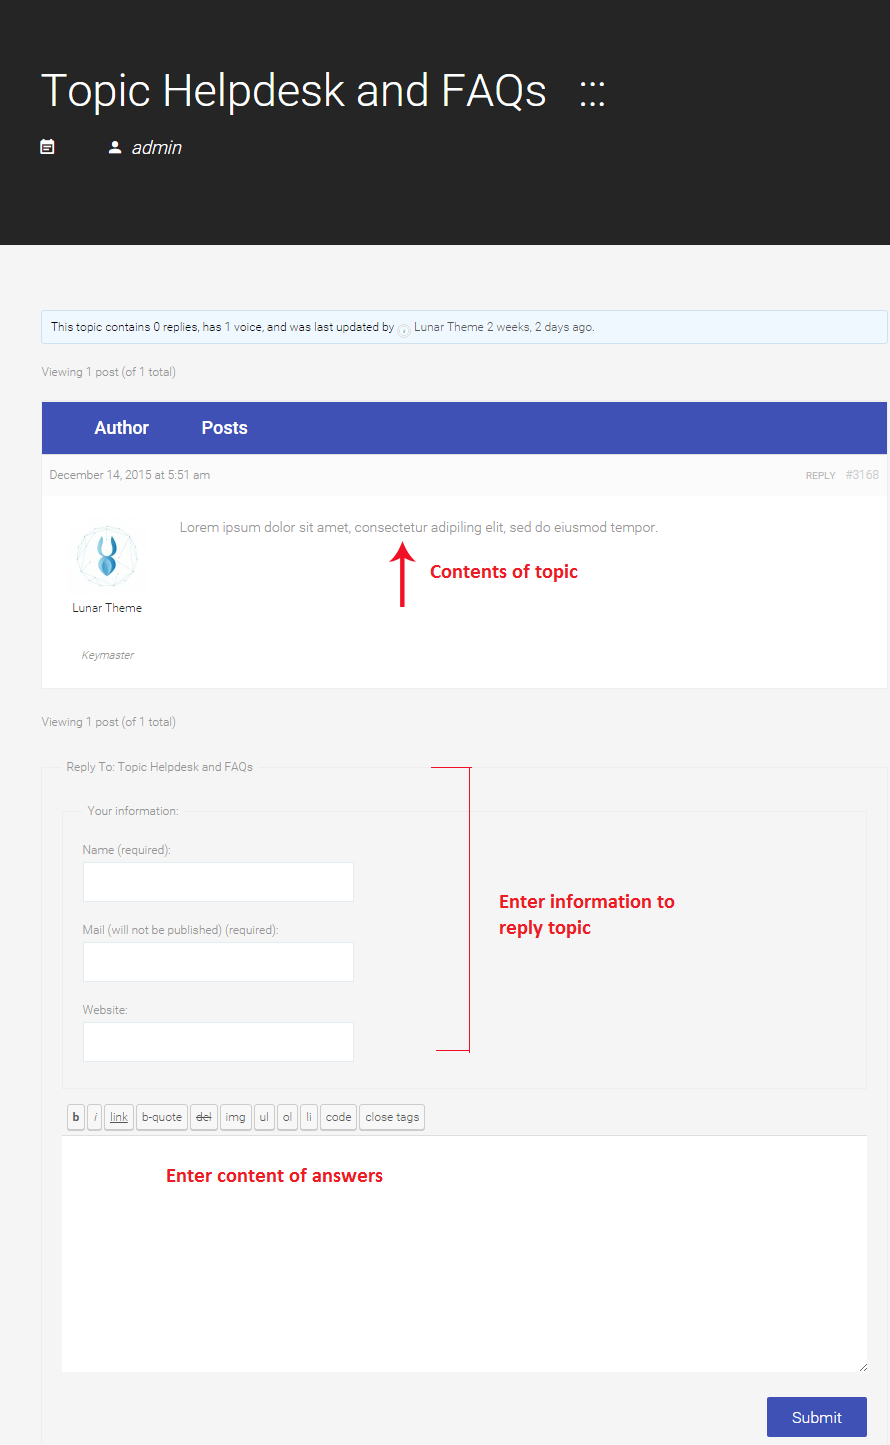 Topic Helpdesk and FAQs :::
admin
This topic contains 0 replies, has 1 voice, and was last updated by Lunar Theme 2 weeks, 2 days ago.
Viewing 1 post (of 1 total)
Author Posts
December 14, 2015 at 5:51 am REPLY #3168
Lorem ipsum dolor sit amet, consectetur adipiling elit, sed do eiusmod tempor.
Contents of topic
Lunar Theme
Keymaster
Viewing 1 post (of 1 total)
Reply To: Topic Helpdesk and FAQs
Your information:
Name (required):
Enter information to
reply topic
Mail (will not be published) (required):
Website:
b i link b-quote del img ul ol li code close tags
Enter content of answers
Submit